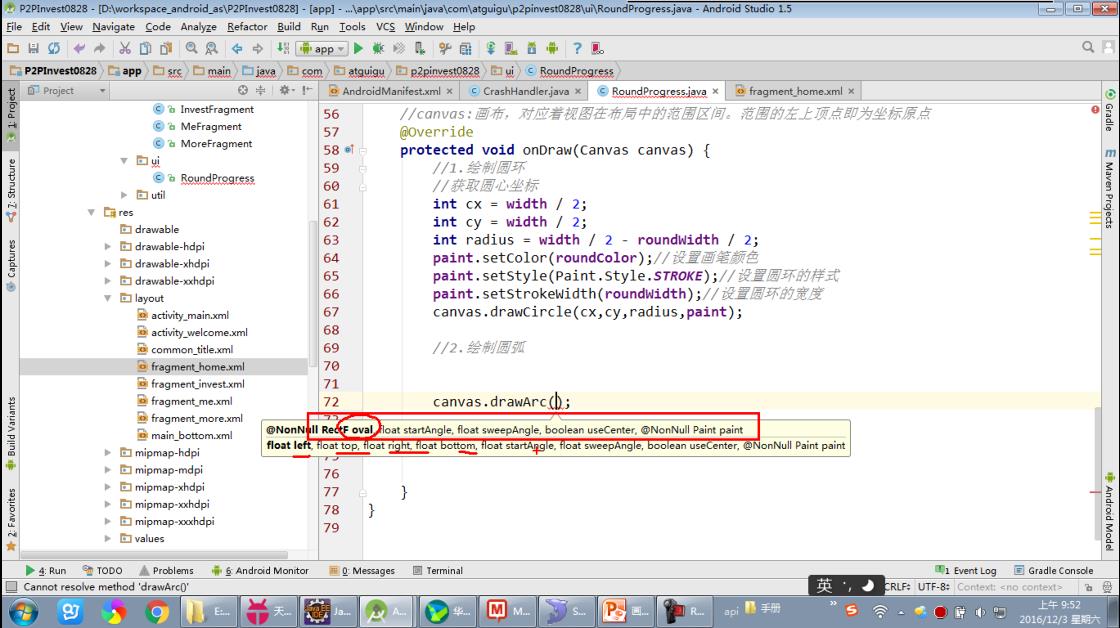 P2PInvest0828 - [D:\workspace_android_as\P2PInvest0828] - [app] - ...\app\src\main\java\com\atguigu\p2pinvest0828\ui\RoundProgress.java - Android Studio 1.5
File Edit View Navigate Code Analyze Refactor Build Run Tools VCS Window Help
app
P2PInvest0828 app src main java com atguigu p2pinvest0828 ui RoundProgress
Project
AndroidManifest.xml × CrashHandler.java × RoundProgress.java × fragment_home.xml ×
1: Project
7: Structure
Captures
Build Variants
2: Favorites
InvestFragment
MeFragment
MoreFragment
ui
RoundProgress
util
res
drawable
drawable-hdpi
drawable-xhdpi
drawable-xxhdpi
layout
activity_main.xml
activity_welcome.xml
common_title.xml
fragment_home.xml
fragment_invest.xml
fragment_me.xml
fragment_more.xml
main_bottom.xml
mipmap-hdpi
mipmap-mdpi
mipmap-xhdpi
mipmap-xxhdpi
mipmap-xxxhdpi
values
56 //canvas:画布，对应着视图在布局中的范围区间。范围的左上顶点即为坐标原点
57 @Override
58 protected void onDraw(Canvas canvas) {
59 //1.绘制圆环
60 //获取圆心坐标
61 int cx = width / 2;
62 int cy = width / 2;
63 int radius = width / 2 - roundWidth / 2;
64 paint.setColor(roundColor);//设置画笔颜色
65 paint.setStyle(Paint.Style.STROKE);//设置圆环的样式
66 paint.setStrokeWidth(roundWidth);//设置圆环的宽度
67 canvas.drawCircle(cx,cy,radius,paint);
68
69 //2.绘制圆弧
70
71
72 canvas.drawArc();
@NonNull RectF oval, float startAngle, float sweepAngle, boolean useCenter, @NonNull Paint paint
float left, float top, float right, float bottom, float startAngle, float sweepAngle, boolean useCenter, @NonNull Paint paint
76
77 }
78 }
79
Gradle
Maven Projects
Android Model
4: Run TODO Problems 6: Android Monitor 0: Messages Terminal 1 Event Log Gradle Console
Cannot resolve method 'drawArc()'
英 CRLF÷ UTF-8÷ Context: <no context>
E:... 天... Ja... A... 华... M... S... 画... R... api 手册
上午 9:52
2016/12/3 星期六